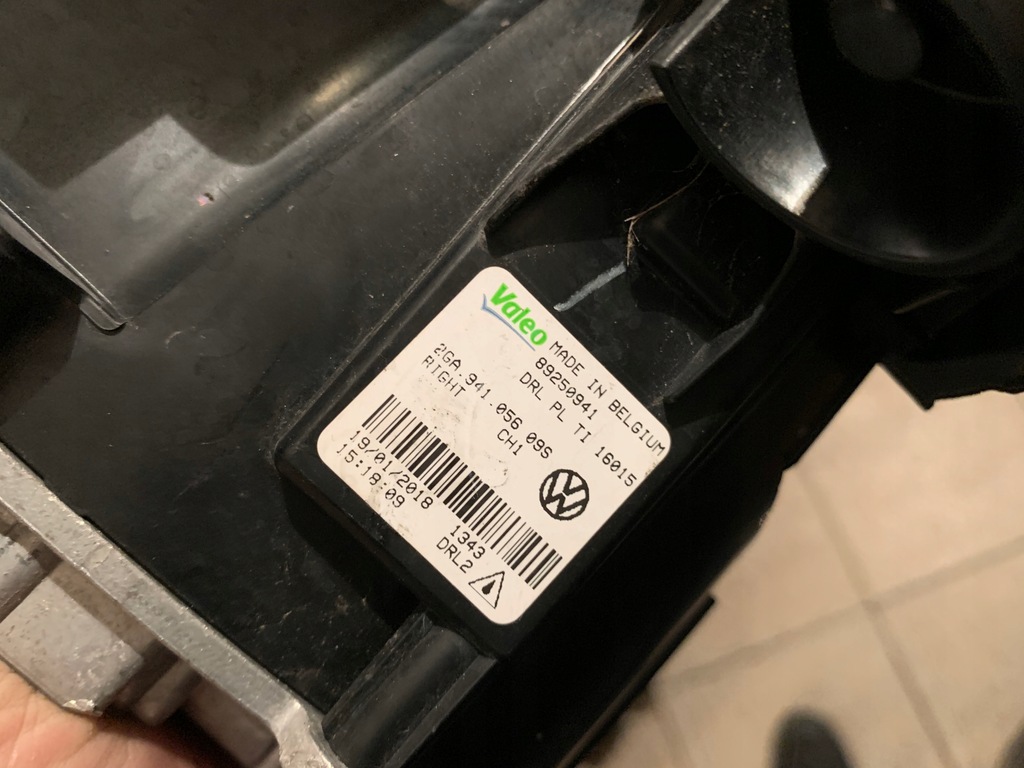 Valeo
MADE IN BELGIUM
89250941
DRL PL TI 16015
2GA 941.056 09S
RIGHT CH1
19/01/2018 1343
15:18:09 DRL2